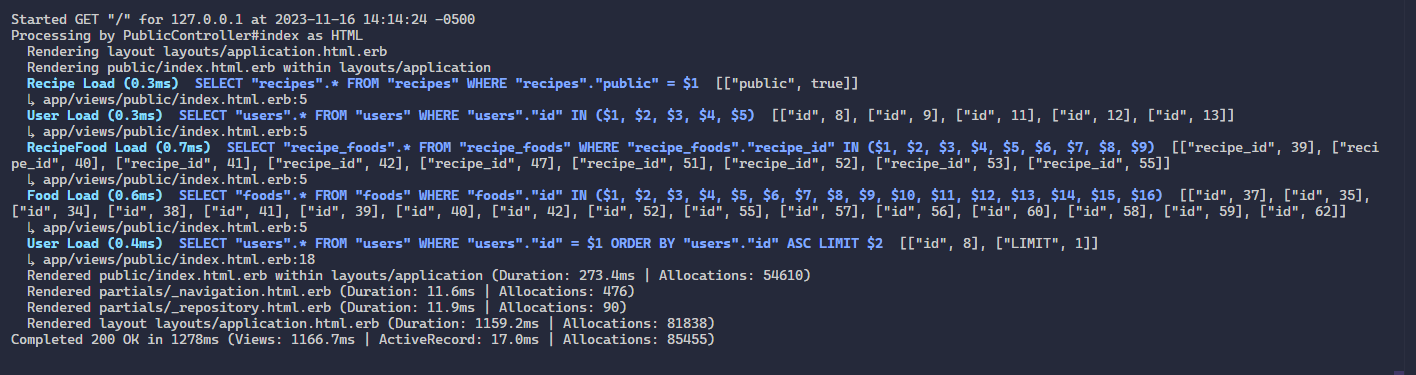 Started GET "/" for 127.0.0.1 at 2023-11-16 14:14:24 -0500
Processing by PublicController#index as HTML
  Rendering layout layouts/application.html.erb
  Rendering public/index.html.erb within layouts/application
  Recipe Load (0.3ms)  SELECT "recipes".* FROM "recipes" WHERE "recipes"."public" = $1  [["public", true]]
  ↳ app/views/public/index.html.erb:5
  User Load (0.3ms)  SELECT "users".* FROM "users" WHERE "users"."id" IN ($1, $2, $3, $4, $5)  [["id", 8], ["id", 9], ["id", 11], ["id", 12], ["id", 13]]
  ↳ app/views/public/index.html.erb:5
  RecipeFood Load (0.7ms)  SELECT "recipe_foods".* FROM "recipe_foods" WHERE "recipe_foods"."recipe_id" IN ($1, $2, $3, $4, $5, $6, $7, $8, $9)  [["recipe_id", 39], ["reci
pe_id", 40], ["recipe_id", 41], ["recipe_id", 42], ["recipe_id", 47], ["recipe_id", 51], ["recipe_id", 52], ["recipe_id", 53], ["recipe_id", 55]]
  ↳ app/views/public/index.html.erb:5
  Food Load (0.6ms)  SELECT "foods".* FROM "foods" WHERE "foods"."id" IN ($1, $2, $3, $4, $5, $6, $7, $8, $9, $10, $11, $12, $13, $14, $15, $16)  [["id", 37], ["id", 35],
["id", 34], ["id", 38], ["id", 41], ["id", 39], ["id", 40], ["id", 42], ["id", 52], ["id", 55], ["id", 57], ["id", 56], ["id", 60], ["id", 58], ["id", 59], ["id", 62]]
  ↳ app/views/public/index.html.erb:5
  User Load (0.4ms)  SELECT "users".* FROM "users" WHERE "users"."id" = $1 ORDER BY "users"."id" ASC LIMIT $2  [["id", 8], ["LIMIT", 1]]
  ↳ app/views/public/index.html.erb:18
  Rendered public/index.html.erb within layouts/application (Duration: 273.4ms | Allocations: 54610)
  Rendered partials/_navigation.html.erb (Duration: 11.6ms | Allocations: 476)
  Rendered partials/_repository.html.erb (Duration: 11.9ms | Allocations: 90)
  Rendered layout layouts/application.html.erb (Duration: 1159.2ms | Allocations: 81838)
Completed 200 OK in 1278ms (Views: 1166.7ms | ActiveRecord: 17.0ms | Allocations: 85455)